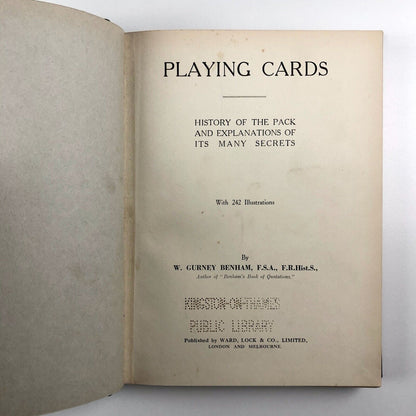 PLAYING CARDS
HISTORY OF THE PACK
AND EXPLANATIONS OF
ITS MANY SECRETS
With 242 Illustrations
By
W. GURNEY BENHAM, F.S.A., F.R.Hist.S.,
Author of "Benham's Book of Quotations."
KINGSTON-ON-THAMES
PUBLIC LIBRARY
Published by WARD, LOCK & CO., LIMITED,
LONDON AND MELBOURNE